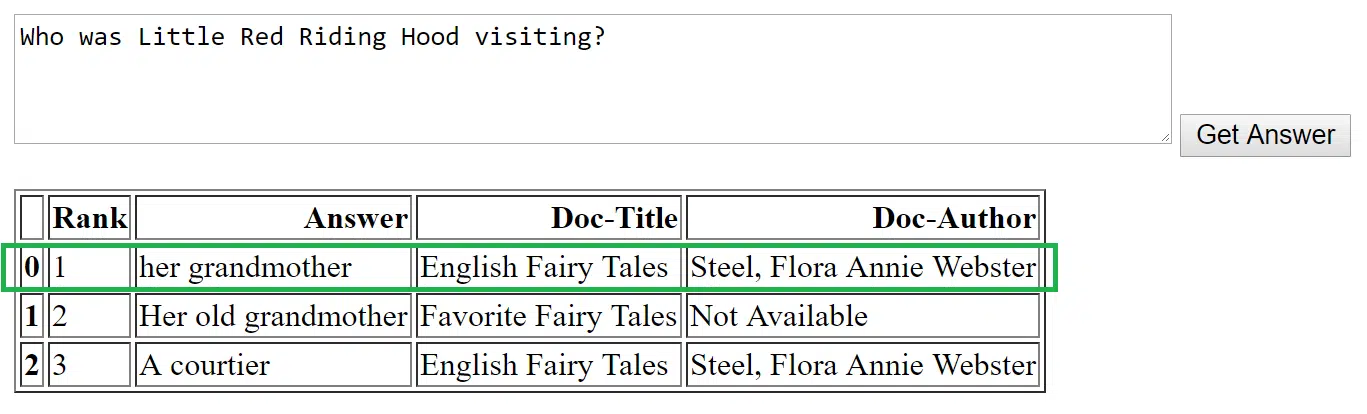 Who was Little Red Riding Hood visiting?
Get Answer
Rank Answer Doc-Title Doc-Author
0 1 her grandmother English Fairy Tales Steel, Flora Annie Webster
1 2 Her old grandmother Favorite Fairy Tales Not Available
2 3 A courtier English Fairy Tales Steel, Flora Annie Webster